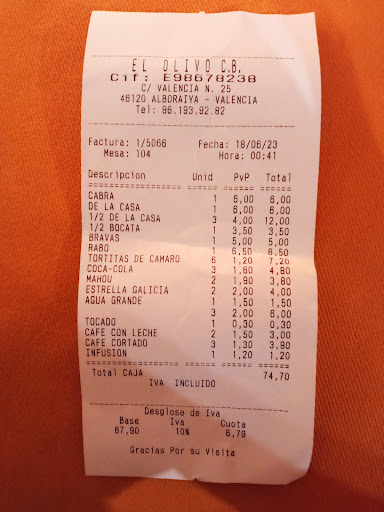 EL OLIVO C.B.
Cif: E98678238
C/ VALENCIA N. 25
46120 ALBORAIYA - VALENCIA
Tel: 96.193.92.82
Factura: 1/5066 Fecha: 18/06/23
Mesa: 104 Hora: 00:41
Descripcion Unid PvP Total
CABRA 1 6,00 6,00
DE LA CASA 1 6,00 6,00
1/2 DE LA CASA 3 4,00 12,00
1/2 BOCATA 1 3,50 3,50
BRAVAS 1 5,00 5,00
RABO 1 6,50 6,50
TORTITAS DE CAMARO 6 1,20 7,20
COCA-COLA 3 1,60 4,80
MAHOU 2 1,90 3,80
ESTRELLA GALICIA 2 2,00 4,00
AGUA GRANDE 1 1,50 1,50
3 2,00 6,00
TOCADO 1 0,30 0,30
CAFE CON LECHE 2 1,50 3,00
CAFE CORTADO 3 1,30 3,90
INFUSION 1 1,20 1,20
Total CAJA 74,70
IVA INCLUIDO
Desglose de Iva
Base Iva Cuota
67,90 10% 6,79
Gracias Por su Visita